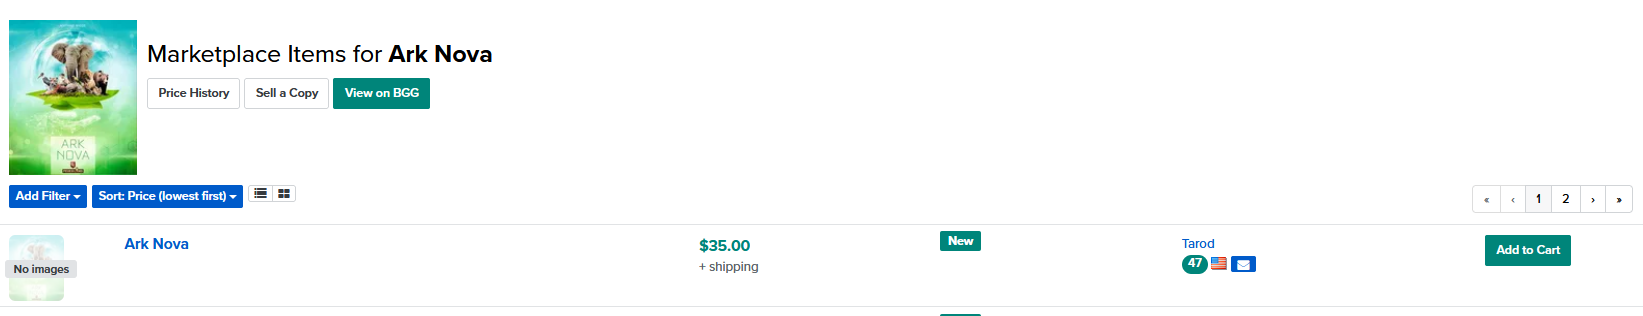 Marketplace Items for Ark Nova
Price History
Sell a Copy
View on BGG
ARK
NOVA
Add Filter
Sort: Price (lowest first)
« ‹ 1 2 › »
No images
Ark Nova
$35.00
+ shipping
New
Tarod
47
Add to Cart